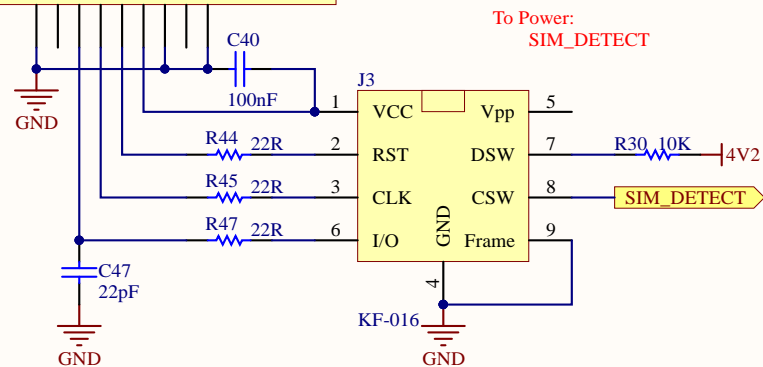 To Power:
SIM_DETECT
C40
100nF
GND
J3
1 VCC Vpp 5
R44 22R 2 RST DSW 7 R30 10K 4V2
R45 22R 3 CLK CSW 8 SIM_DETECT
R47 22R 6 I/O GND Frame 9
4
C47
22pF
KF-016
GND
GND